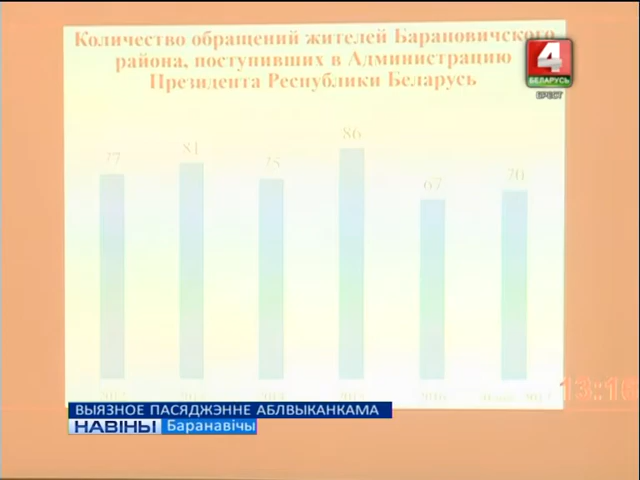 Количество обращений жителей Барановичского
района, поступивших в Администрацию
Президента Республики Беларусь
4
БЕЛАРУСЬ
БРЕСТ
77
81
75
86
67
70
2016
13:16
ВЫЯЗНОЕ ПАСЯДЖЭННЕ АБЛВЫКАНКАМА
НАВІНЫ
Баранавічы